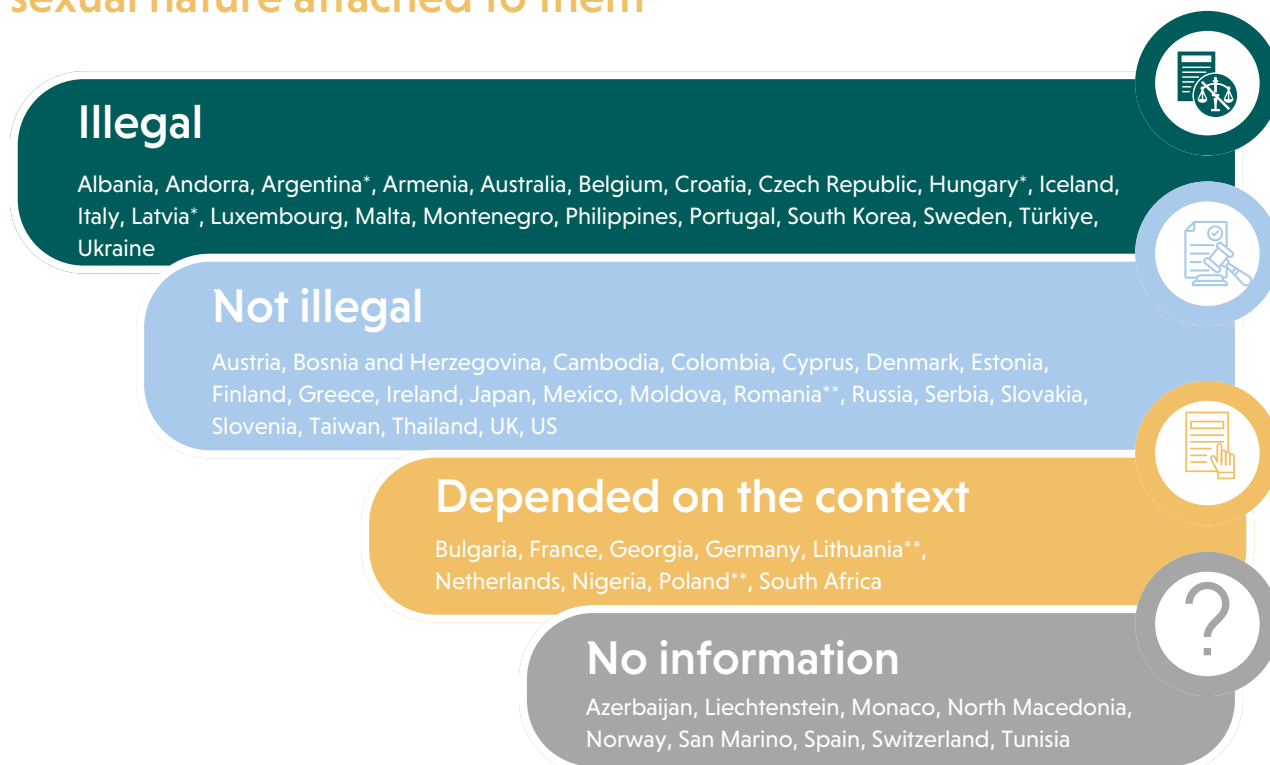 sexual nature attached to them
Illegal
Albania, Andorra, Argentina*, Armenia, Australia, Belgium, Croatia, Czech Republic, Hungary*, Iceland,
Italy, Latvia*, Luxembourg, Malta, Montenegro, Philippines, Portugal, South Korea, Sweden, Türkiye,
Ukraine
Not illegal
Austria, Bosnia and Herzegovina, Cambodia, Colombia, Cyprus, Denmark, Estonia,
Finland, Greece, Ireland, Japan, Mexico, Moldova, Romania**, Russia, Serbia, Slovakia,
Slovenia, Taiwan, Thailand, UK, US
Depended on the context
Bulgaria, France, Georgia, Germany, Lithuania**,
Netherlands, Nigeria, Poland**, South Africa
?
No information
Azerbaijan, Liechtenstein, Monaco, North Macedonia,
Norway, San Marino, Spain, Switzerland, Tunisia